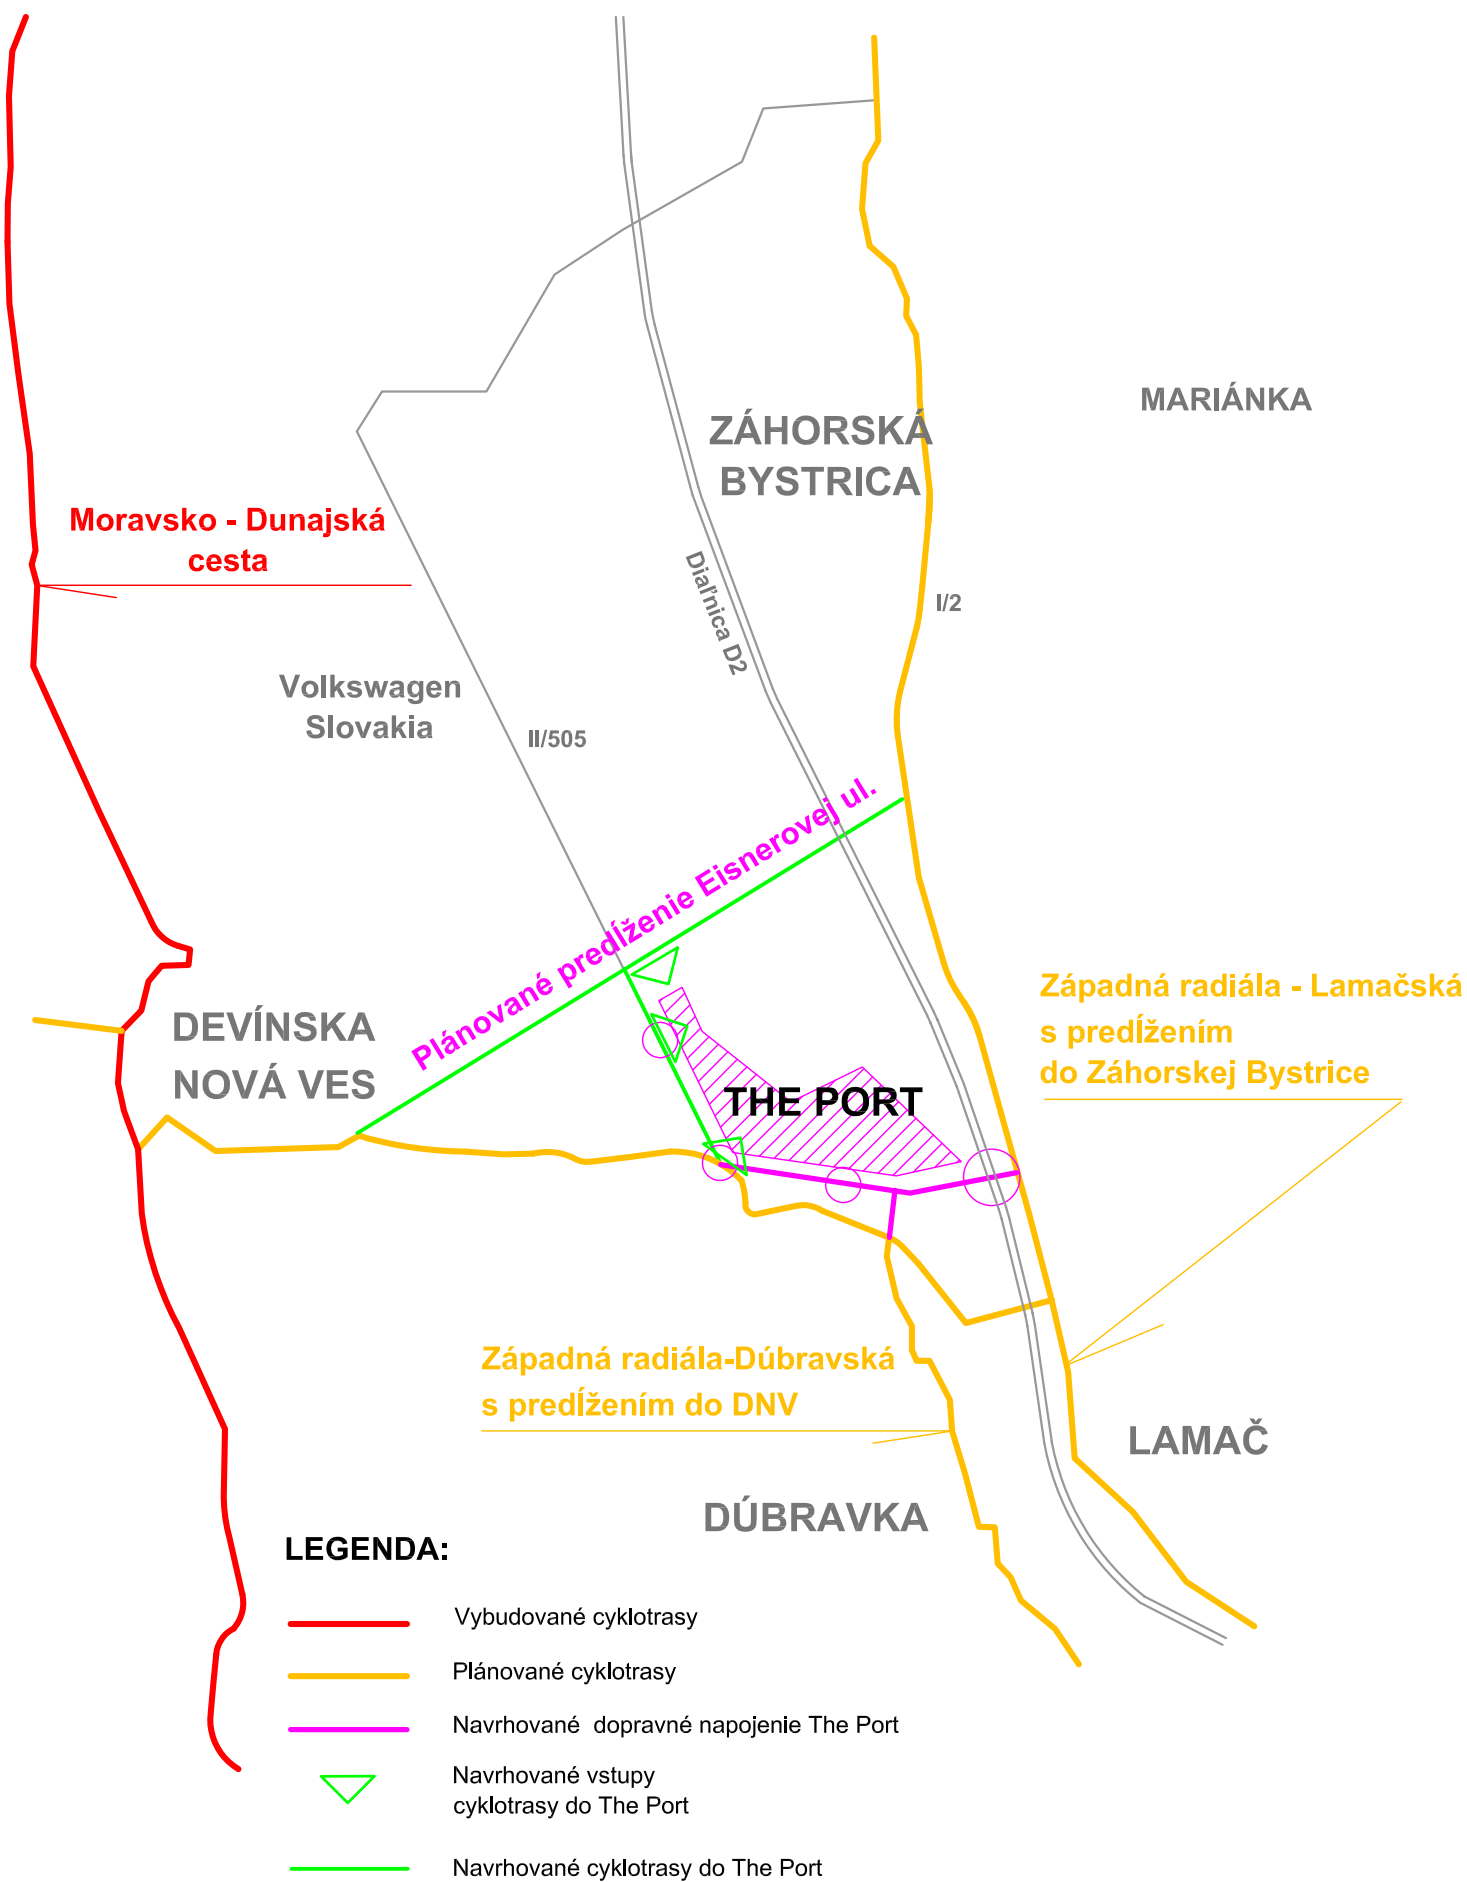 MARIÁNKA
ZÁHORSKÁ
BYSTRICA
Moravsko - Dunajská
cesta
Diaľnica D2
I/2
Volkswagen
Slovakia
II/505
Plánované predĺženie Eisnerovej ul.
Západná radiála - Lamačská
s predĺžením
do Záhorskej Bystrice
DEVÍNSKA
NOVÁ VES
THE PORT
Západná radiála-Dúbravská
s predĺžením do DNV
LAMAČ
DÚBRAVKA
LEGENDA:
Vybudované cyklotrasy
Plánované cyklotrasy
Navrhované dopravné napojenie The Port
Navrhované vstupy
cyklotrasy do The Port
Navrhované cyklotrasy do The Port